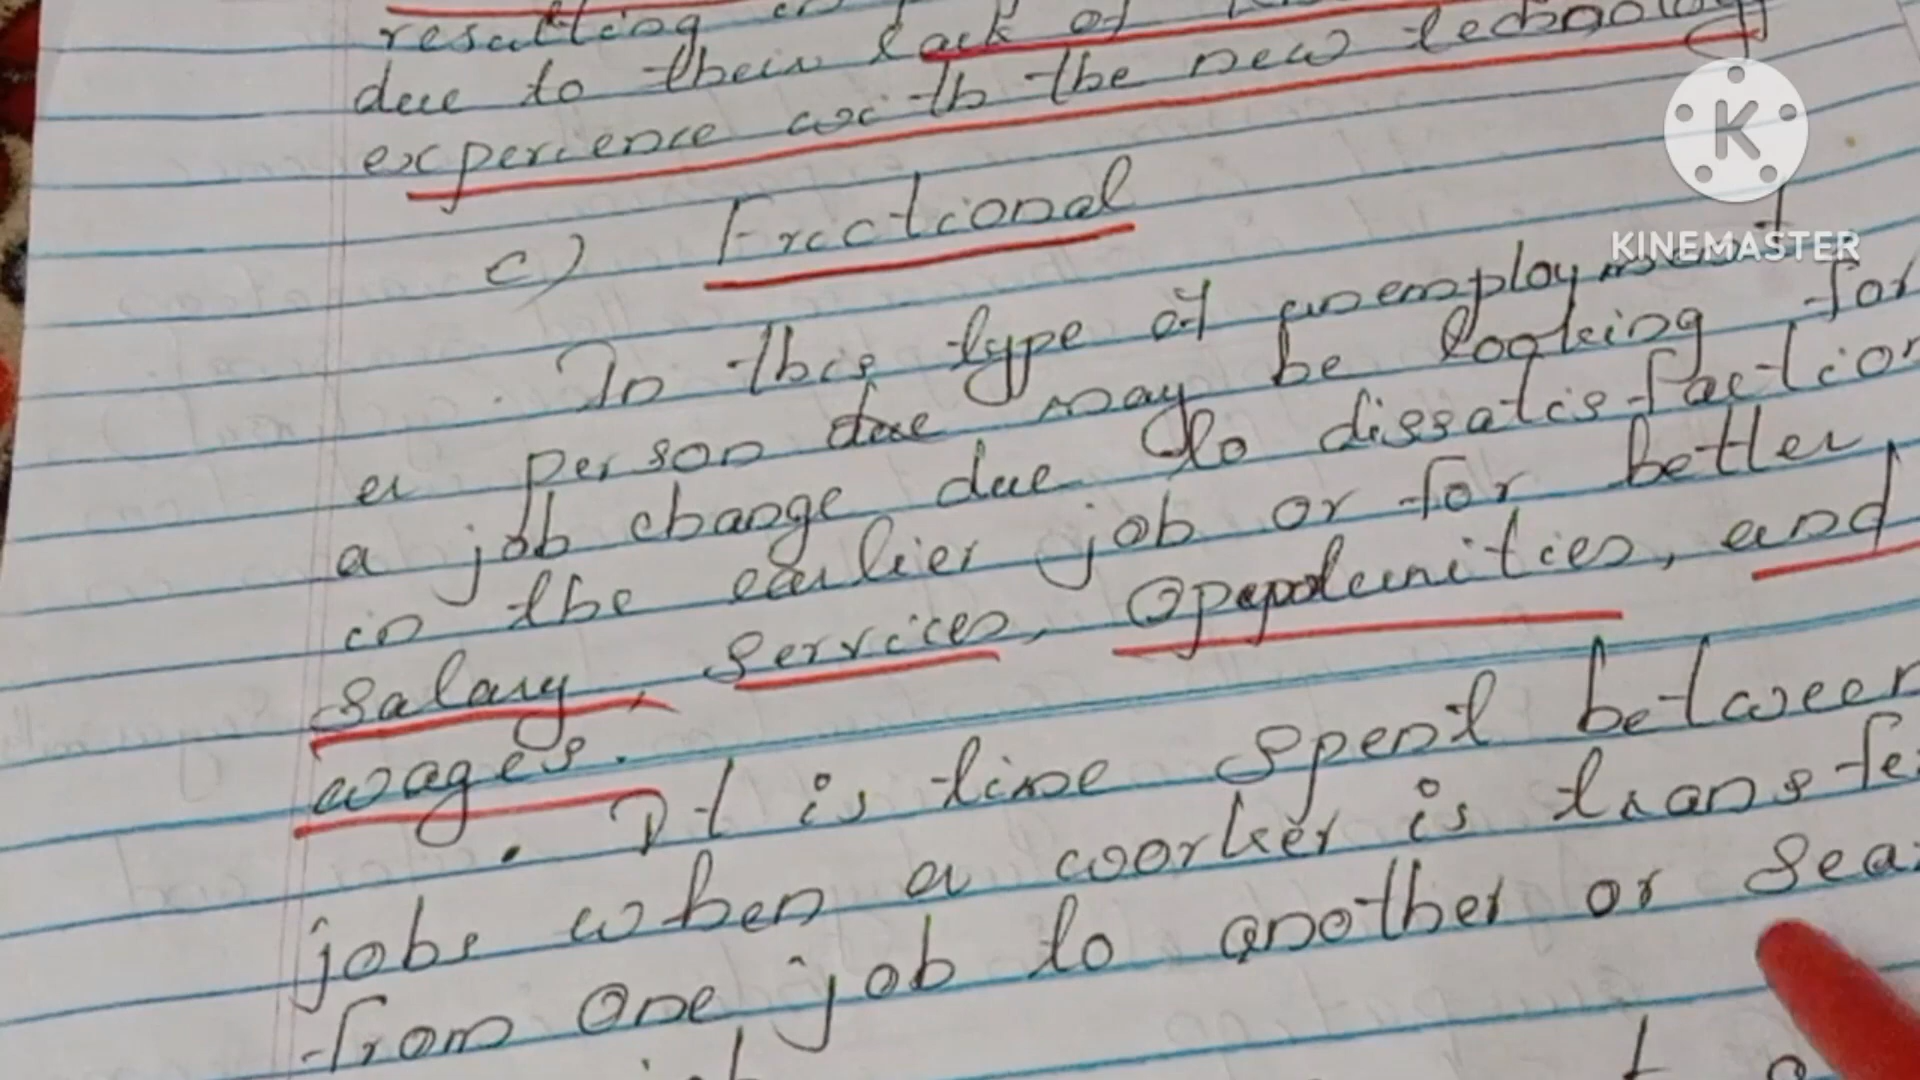 resulting
due to their lack of
experience with the new technology
c) Frictional
In this type of unemployment
a person due may be looking for
a job change due to dissatisfaction
in the earlier job or for better
salary, services, Oppoltunities, and
wages.
. It is time spent between
jobs when a worker is transfe
from one job to another or sea
K
KINEMASTER